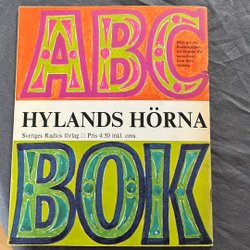 ABC
HYLANDS HÖRNA
Sveriges Radios förlag □ Pris 4:50 inkl. oms.
BOK